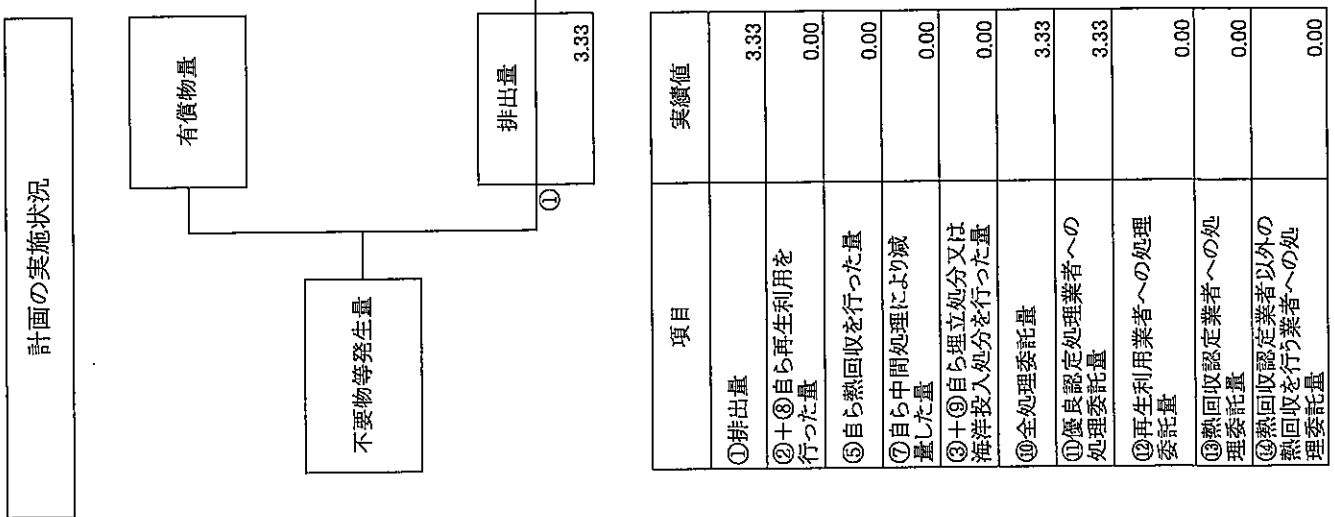 計画の実施状況
有償物量
不要物等発生量
排出量
①
3.33
項目
実績値
①排出量
3.33
②+⑧自ら再生利用を
行った量
0.00
⑤自ら熱回収を行った量
0.00
⑦自ら中間処理により減
量した量
0.00
③+⑨自ら埋立処分又は
海洋投入処分を行った量
0.00
⑩全処理委託量
3.33
⑪優良認定処理業者への
処理委託量
3.33
⑫再生利用業者への処理
委託量
0.00
⑬熱回収認定業者への処
理委託量
0.00
⑭熱回収認定業者以外の
熱回収を行う業者への処
理委託量
0.00